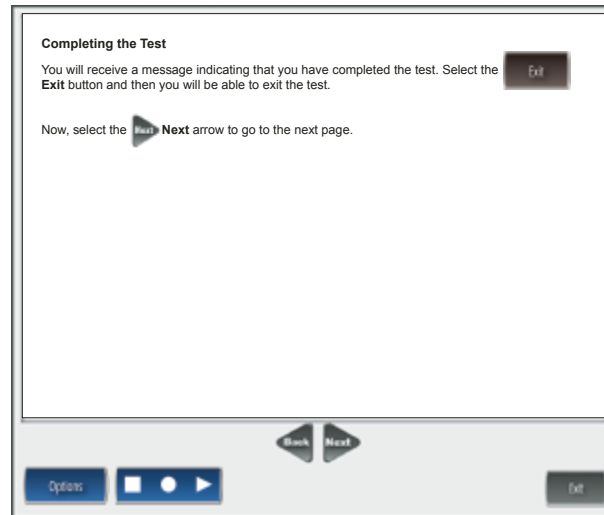 Completing the Test
You will receive a message indicating that you have completed the test. Select the Exit
Exit button and then you will be able to exit the test.
Now, select the Next Next arrow to go to the next page.
Back Next
Options
Exit